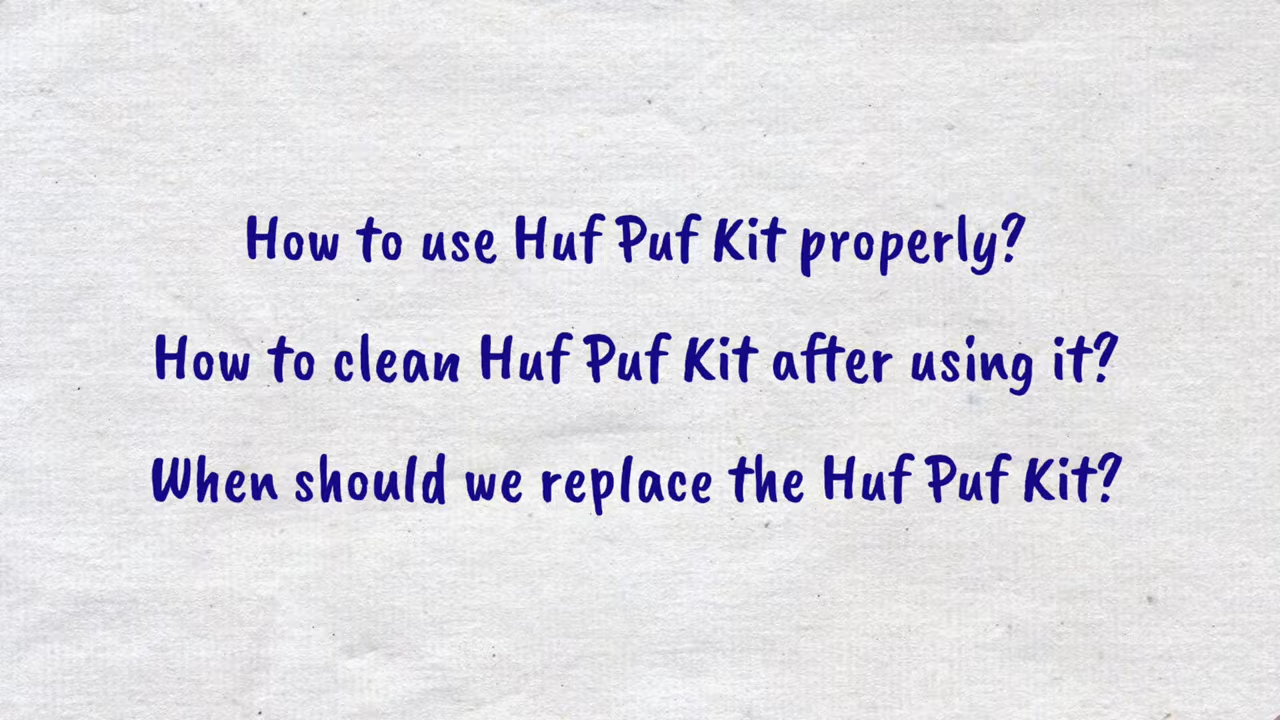 How to use Huf Puf Kit properly?
How to clean Huf Puf Kit after using it?
When should we replace the Huf Puf Kit?